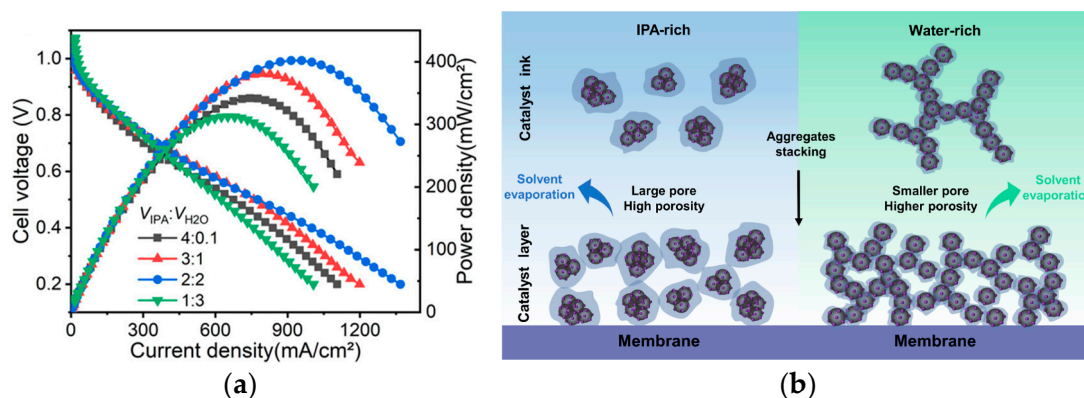 1.0
0.8
0.6
0.4
0.2
Cell voltage (V)
0
300
600
900
1200
Current density(mA/cm²)
400
300
200
100
0
Power density(mW/cm²)
VIPA:VH2O
4:0.1
3:1
2:2
1:3
(a)
IPA-rich
Water-rich
Catalyst ink
Aggregates
stacking
Solvent
evaporation
Large pore
High porosity
Smaller pore
Higher porosity
Solvent
Catalyst layer
Membrane
Membrane
(b)